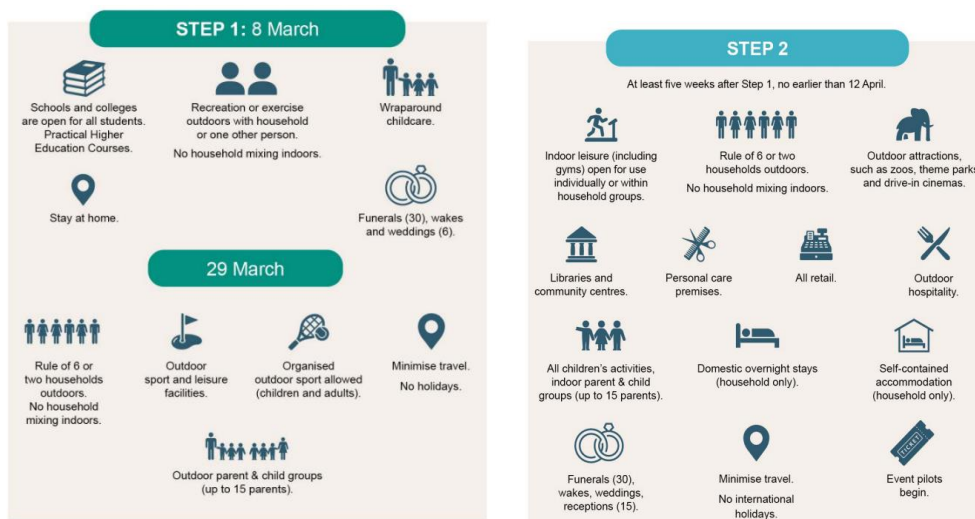 STEP 1: 8 March
Schools and colleges
are open for all students.
Practical Higher
Education Courses.
Recreation or exercise
outdoors with household
or one other person.
No household mixing indoors.
Wraparound
childcare.
Stay at home.
Funerals (30), wakes
and weddings (6).
29 March
Rule of 6 or
two households
outdoors.
No household
mixing indoors.
Outdoor
sport and leisure
facilities.
Organised
outdoor sport allowed
(children and adults).
Minimise travel.
No holidays.
Outdoor parent & child groups
(up to 15 parents).
STEP 2
At least five weeks after Step 1, no earlier than 12 April.
Indoor leisure (including
gyms) open for use
individually or within
household groups.
Rule of 6 or two
households outdoors.
No household mixing indoors.
Outdoor attractions,
such as zoos, theme parks
and drive-in cinemas.
Libraries and
community centres.
Personal care
premises.
All retail.
Outdoor
hospitality.
All children's activities,
indoor parent & child
groups (up to 15 parents).
Domestic overnight stays
(household only).
Self-contained
accommodation
(household only).
Funerals (30),
wakes, weddings,
receptions (15).
Minimise travel.
No international
holidays.
TICKET
Event pilots
begin.